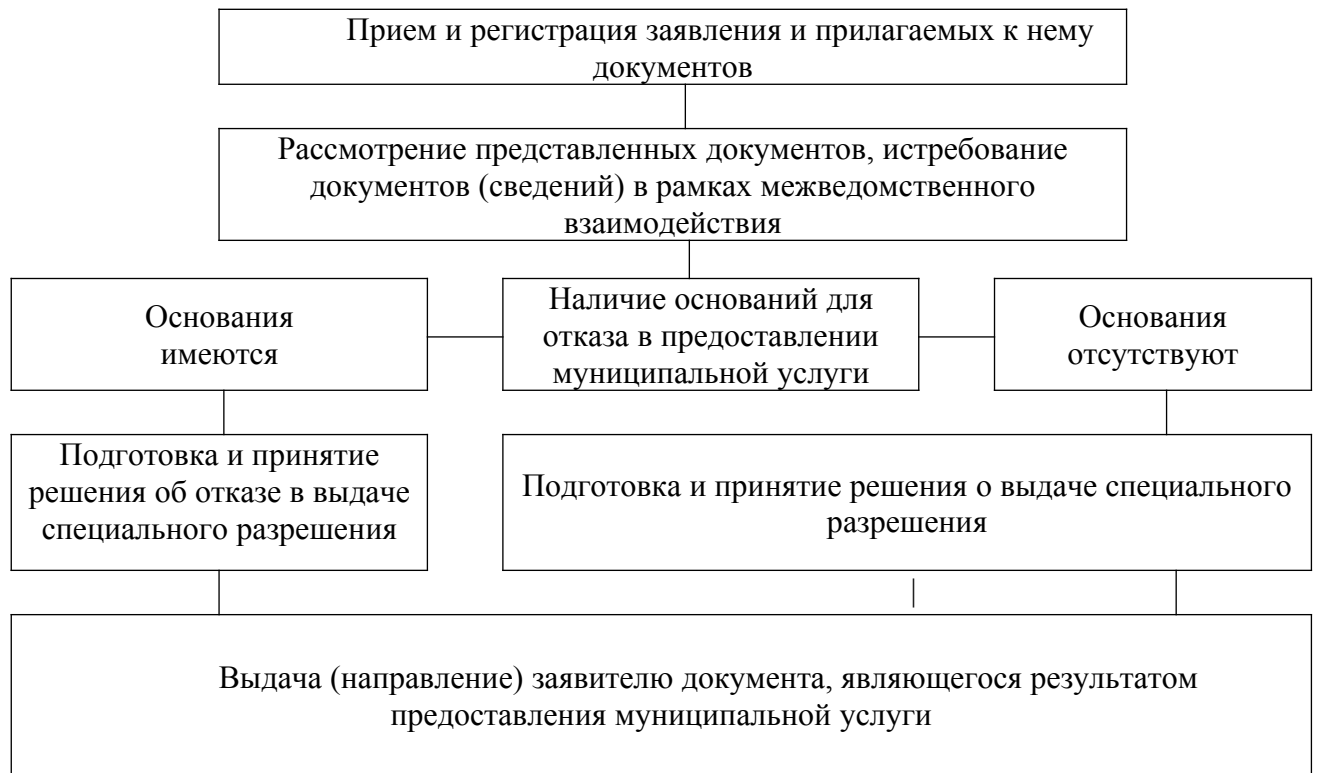 Прием и регистрация заявления и прилагаемых к нему
документов
Рассмотрение представленных документов, истребование
документов (сведений) в рамках межведомственного
взаимодействия
Основания
имеются
Наличие оснований для
отказа в предоставлении
муниципальной услуги
Основания
отсутствуют
Подготовка и принятие
решения об отказе в выдаче
специального разрешения
Подготовка и принятие решения о выдаче специального
разрешения
Выдача (направление) заявителю документа, являющегося результатом
предоставления муниципальной услуги